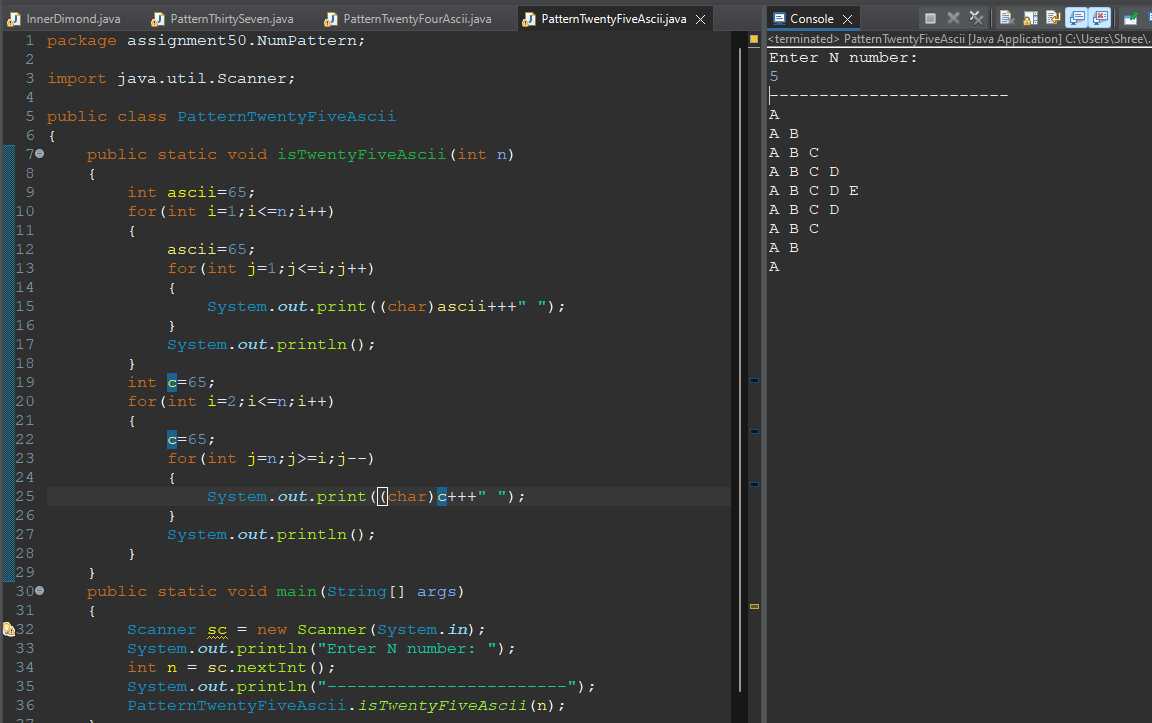 InnerDimond.java PatternThirtySeven.java PatternTwentyFourAscii.java PatternTwentyFiveAscii.java
1 package assignment50.NumPattern;
2
3 import java.util.Scanner;
4
5 public class PatternTwentyFiveAscii
6 {
7 public static void isTwentyFiveAscii(int n)
8 {
9 int ascii=65;
10 for(int i=1;i<=n;i++)
11 {
12 ascii=65;
13 for(int j=1;j<=i;j++)
14 {
15 System.out.print((char)ascii+++" ");
16 }
17 System.out.println();
18 }
19 int c=65;
20 for(int i=2;i<=n;i++)
21 {
22 c=65;
23 for(int j=n;j>=i;j--)
24 {
25 System.out.print((char)c+++" ");
26 }
27 System.out.println();
28 }
29 }
30 public static void main(String[] args)
31 {
32 Scanner sc = new Scanner(System.in);
33 System.out.println("Enter N number: ");
34 int n = sc.nextInt();
35 System.out.println("------------------------");
36 PatternTwentyFiveAscii.isTwentyFiveAscii(n);
37 }
Console
<terminated> PatternTwentyFiveAscii [Java Application] C:\Users\Shree\.
Enter N number:
5
------------------------
A
A B
A B C
A B C D
A B C D E
A B C D
A B C
A B
A